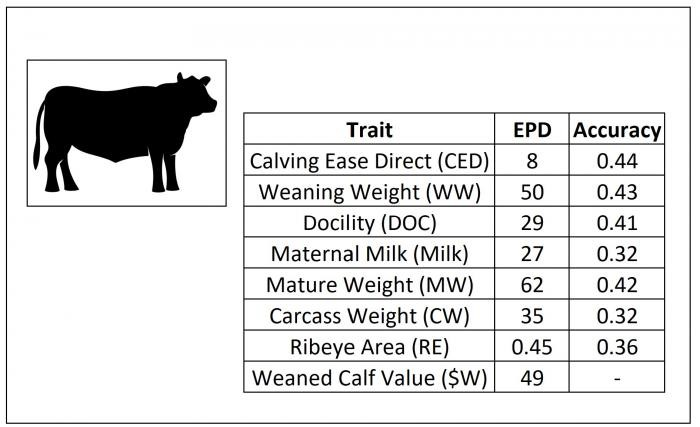 Trait EPD Accuracy
Calving Ease Direct (CED) 8 0.44
Weaning Weight (WW) 50 0.43
Docility (DOC) 29 0.41
Maternal Milk (Milk) 27 0.32
Mature Weight (MW) 62 0.42
Carcass Weight (CW) 35 0.32
Ribeye Area (RE) 0.45 0.36
Weaned Calf Value ($W) 49 -